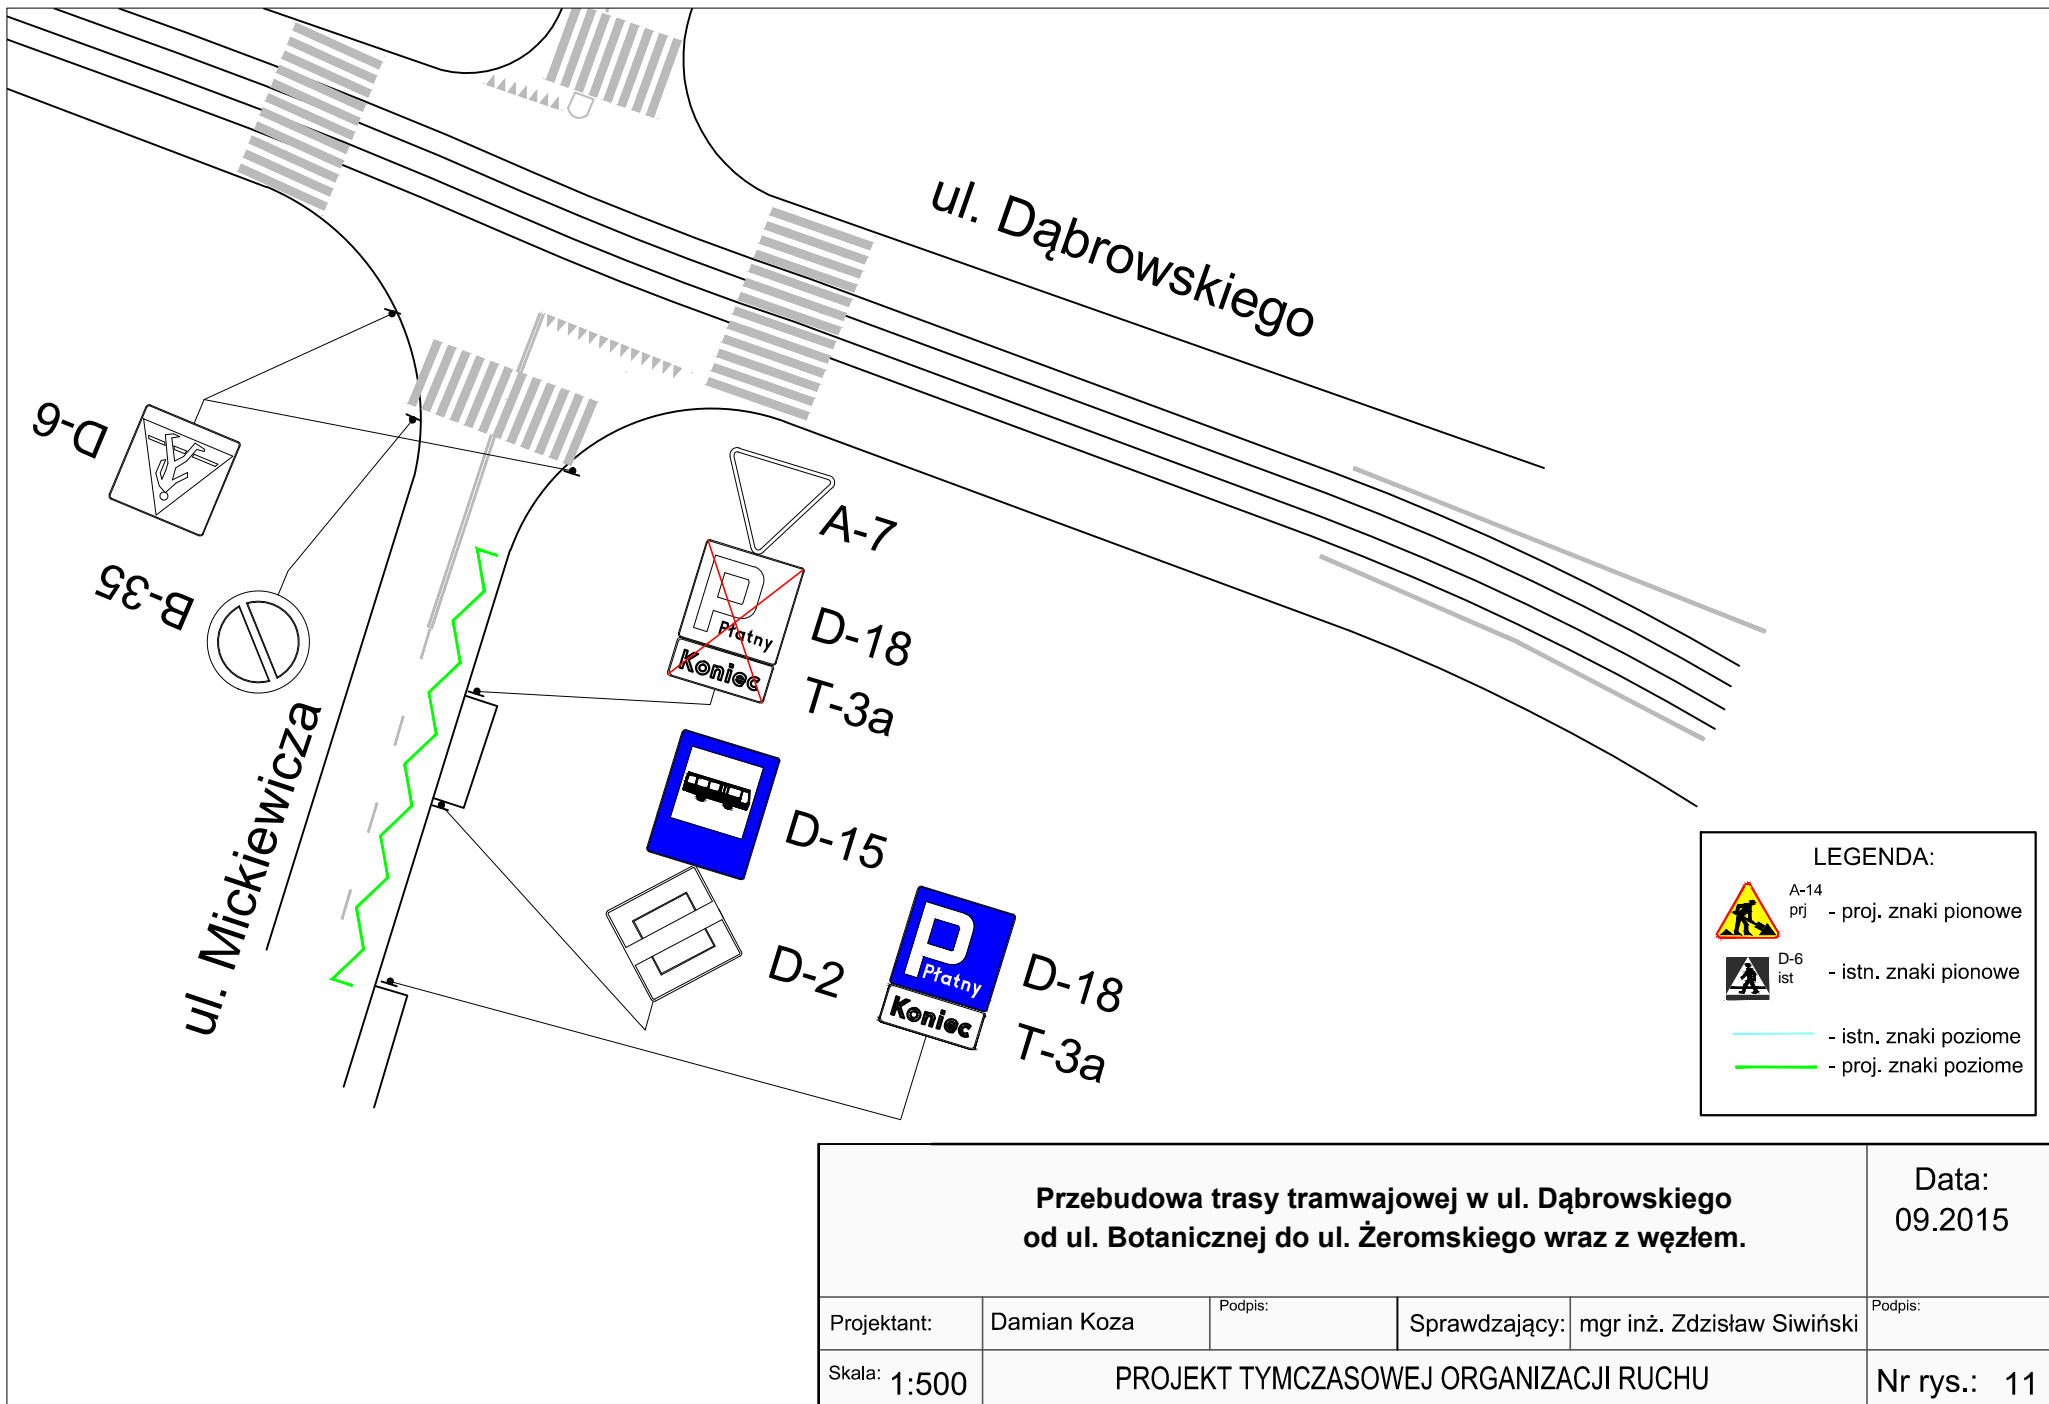 ul. Dąbrowskiego
D-6
B-35
ul. Mickiewicza
A-7
Płatny
Koniec
D-18
T-3a
D-15
D-2
Płatny
Koniec
D-18
T-3a
LEGENDA:
A-14
prj
- proj. znaki pionowe
D-6
ist
- istn. znaki pionowe
- istn. znaki poziome
- proj. znaki poziome
Przebudowa trasy tramwajowej w ul. Dąbrowskiego
od ul. Botanicznej do ul. Żeromskiego wraz z węzłem.
Data:
09.2015
Projektant:
Damian Koza
Podpis:
Sprawdzający:
mgr inż. Zdzisław Siwiński
Podpis:
Skala: 1:500
PROJEKT TYMCZASOWEJ ORGANIZACJI RUCHU
Nr rys.: 11